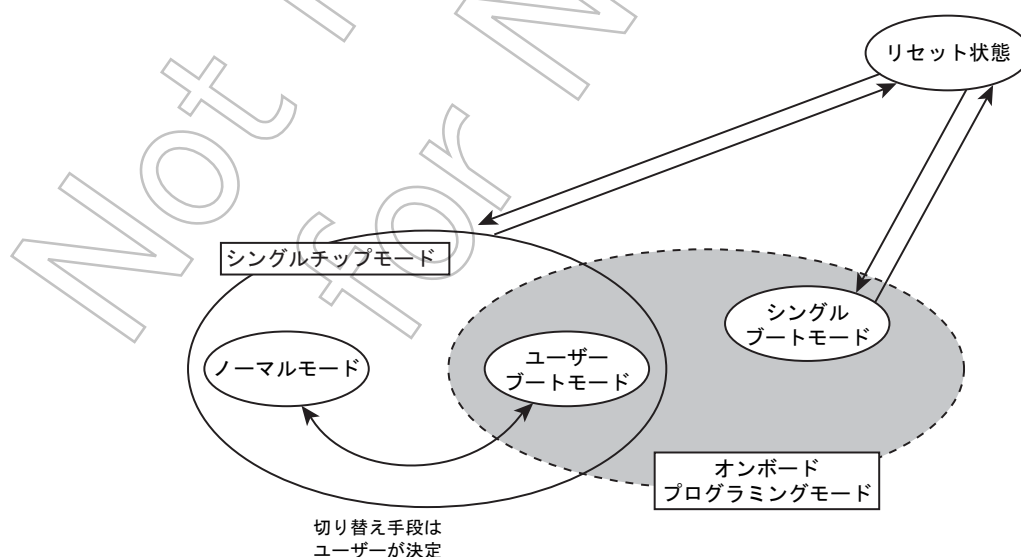 リセット状態
シングルチップモード
シングル
ブートモード
ノーマルモード
ユーザー
ブートモード
オンボード
プログラミングモード
切り替え手段は
ユーザーが決定
Not
for N